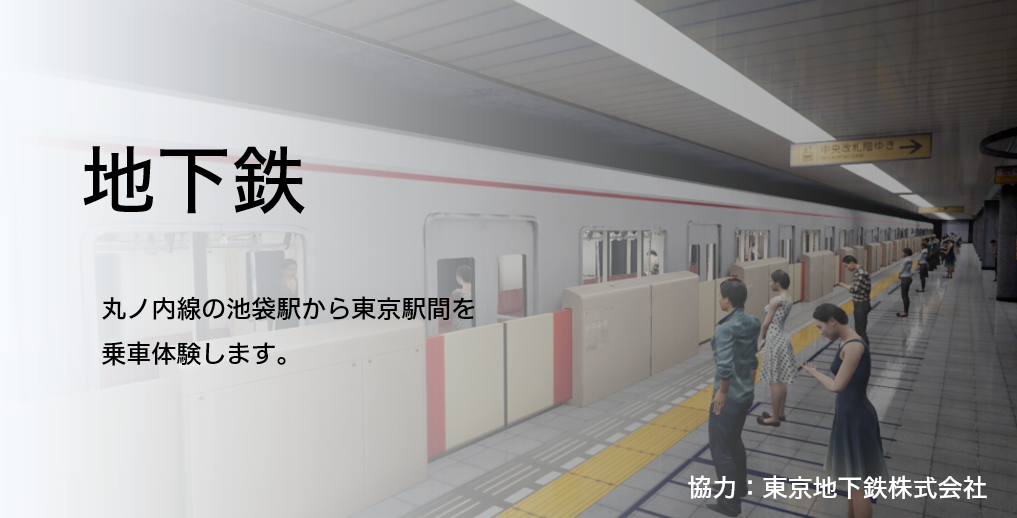 地下鉄
丸ノ内線の池袋駅から東京駅間を
乗車体験します。
中央改札階ゆき
協力：東京地下鉄株式会社